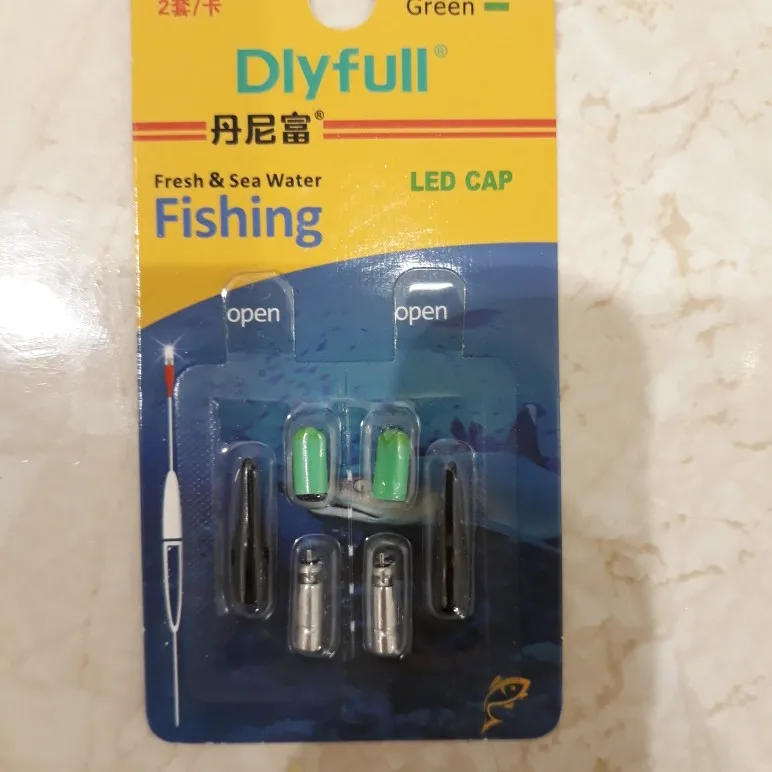 2套/卡
Green
Dlyfull®
丹尼富®
Fresh & Sea Water
LED CAP
Fishing
open
open